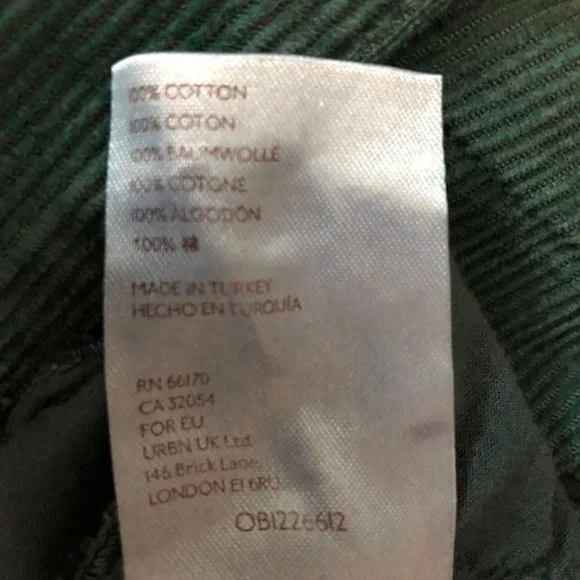 100% COTTON
100% COTON
100% BAUMWOLLE
100% COTONE
100% ALGODÓN
100% 綿
MADE IN TURKEY
HECHO EN TURQUÍA
RN 66170
CA 32054
FOR EU
URBN UK Ltd.
146 Brick Lane,
LONDON E1 6RU
OB1226612